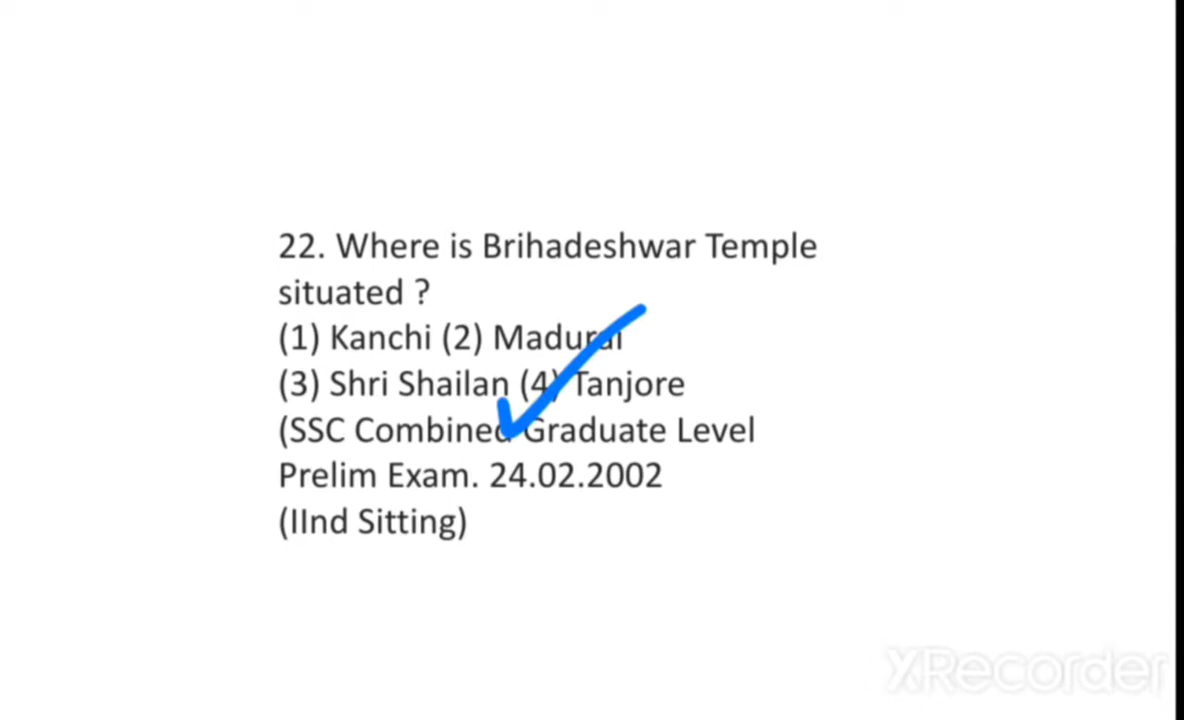 22. Where is Brihadeshwar Temple
situated ?
(1) Kanchi (2) Madurai
(3) Shri Shailan (4) Tanjore
(SSC Combined Graduate Level
Prelim Exam. 24.02.2002
(IInd Sitting)
XRecorder